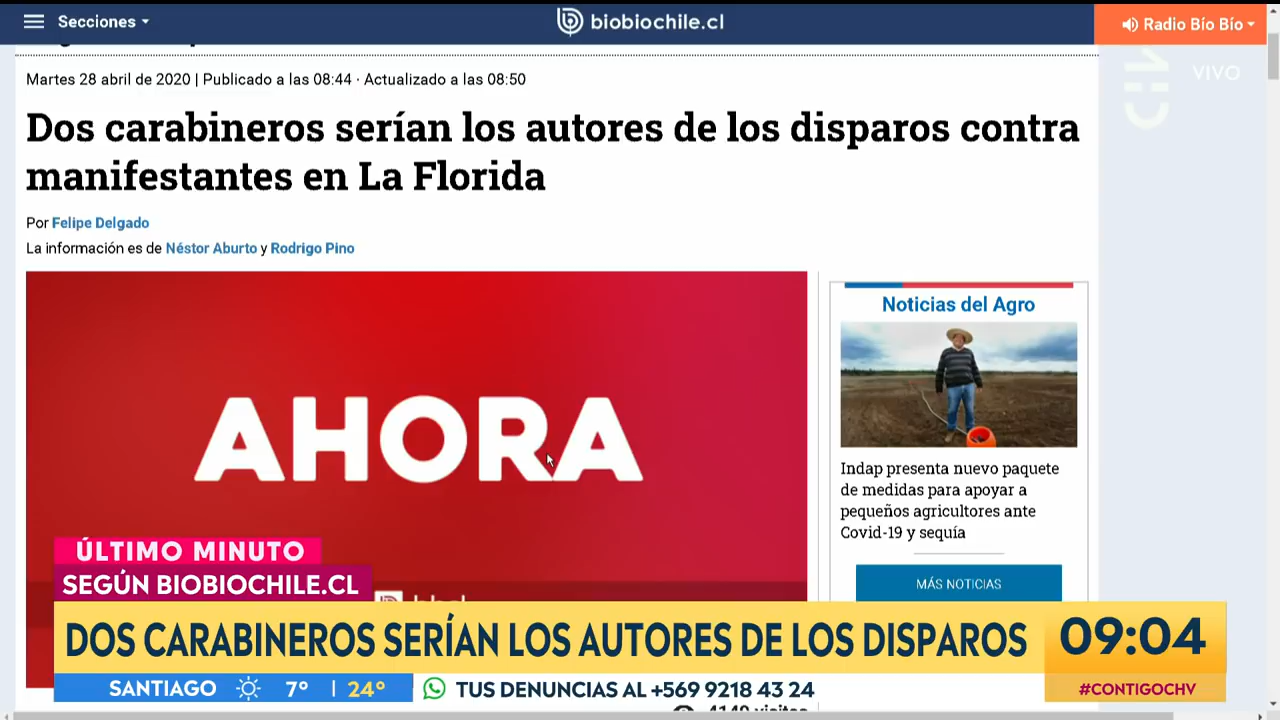 Secciones
biobiochile.cl
Radio Bío Bío
CHV
VIVO
Martes 28 abril de 2020 | Publicado a las 08:44 · Actualizado a las 08:50
Dos carabineros serían los autores de los disparos contra
manifestantes en La Florida
Por Felipe Delgado
La información es de Néstor Aburto y Rodrigo Pino
AHORA
Noticias del Agro
Indap presenta nuevo paquete
de medidas para apoyar a
pequeños agricultores ante
Covid-19 y sequía
MÁS NOTICIAS
ÚLTIMO MINUTO
SEGÚN BIOBIOCHILE.CL
DOS CARABINEROS SERÍAN LOS AUTORES DE LOS DISPAROS
09:04
SANTIAGO 7° | 24°
TUS DENUNCIAS AL +569 9218 43 24
#CONTIGOCHV
4149 visitas